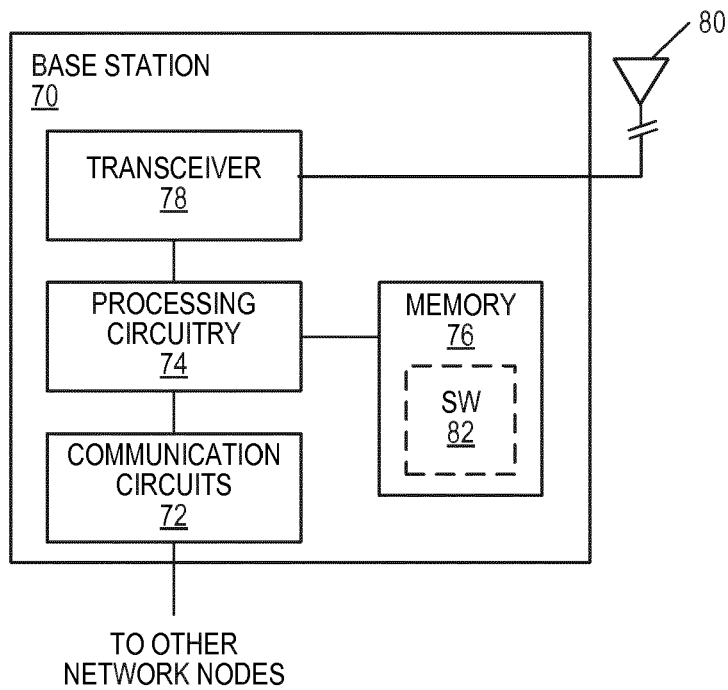 80
BASE STATION
70
TRANSCEIVER
78
PROCESSING
CIRCUITRY
74
MEMORY
76
SW
82
COMMUNICATION
CIRCUITS
72
TO OTHER
NETWORK NODES